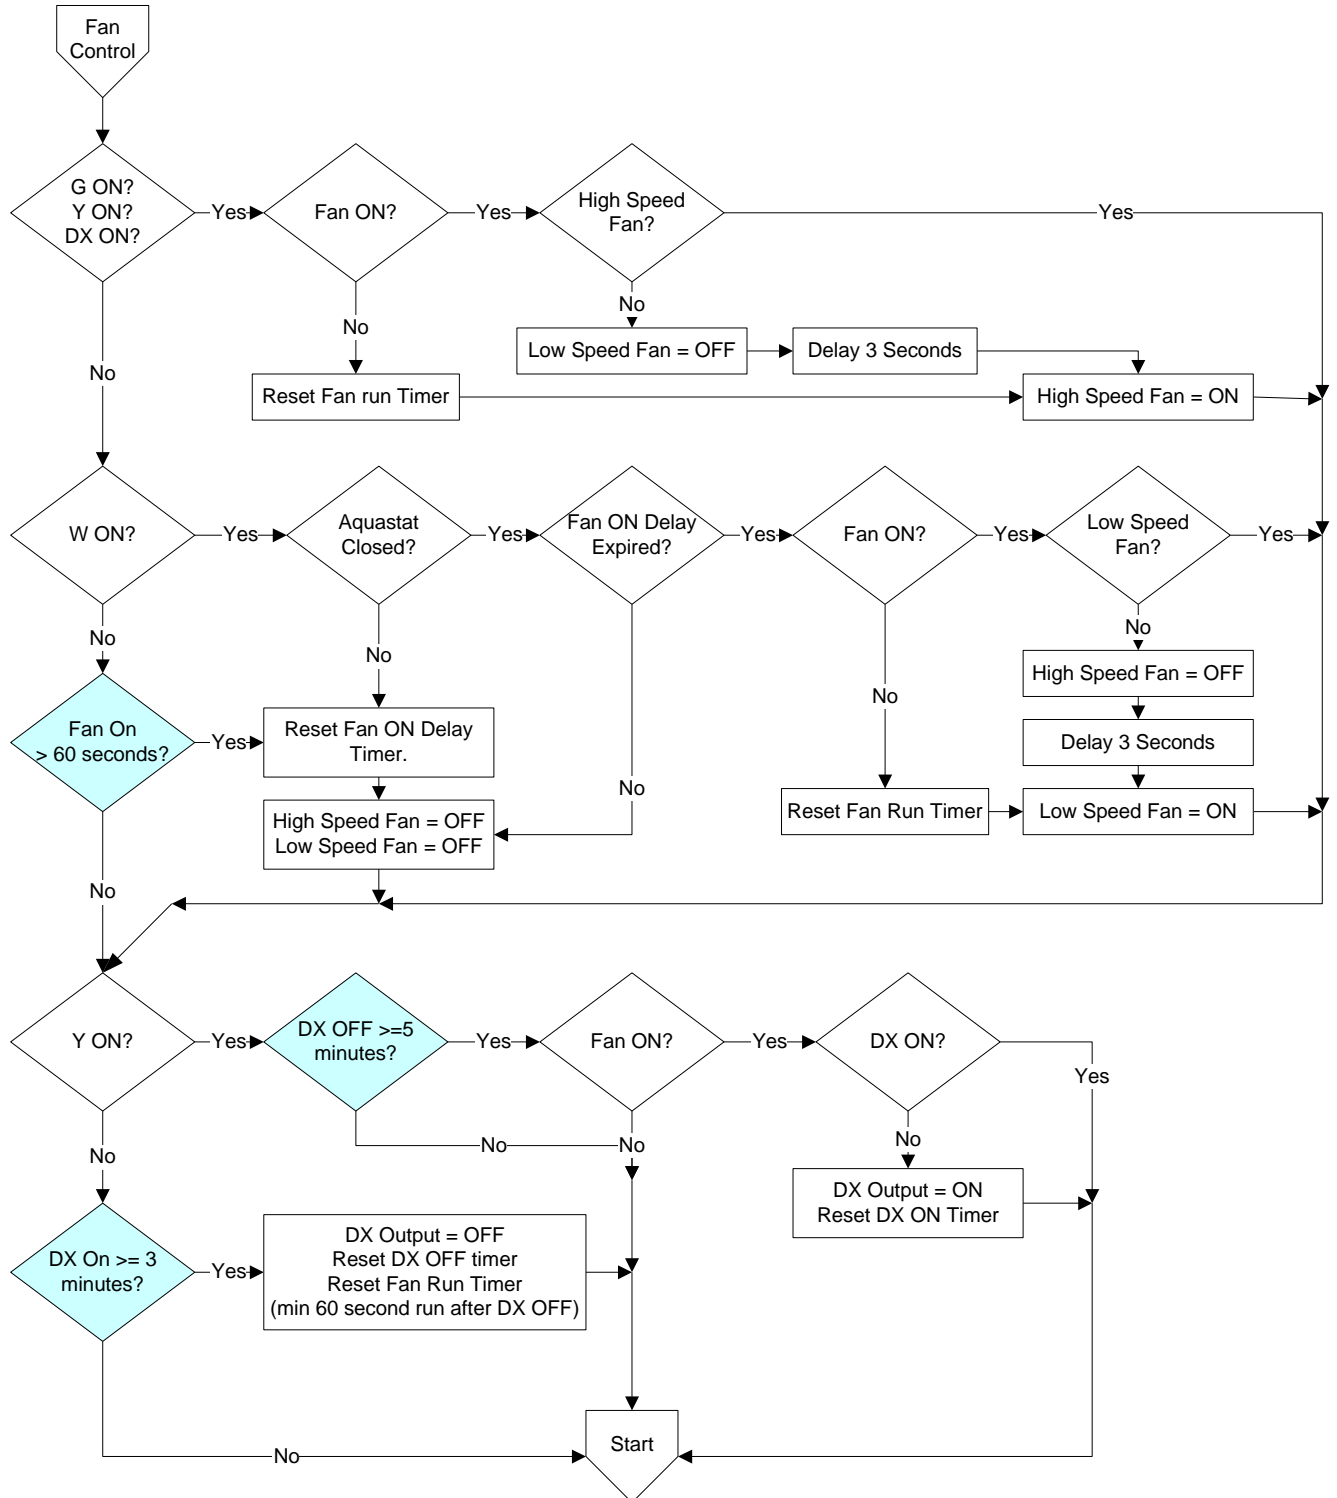 Fan
Control
G ON?
Y ON?
DX ON?
Yes
Fan ON?
Yes
High Speed
Fan?
Yes
No
No
No
Low Speed Fan = OFF
Delay 3 Seconds
Reset Fan run Timer
High Speed Fan = ON
W ON?
Yes
Aquastat
Closed?
Yes
Fan ON Delay
Expired?
Yes
Fan ON?
Yes
Low Speed
Fan?
Yes
No
No
No
No
No
High Speed Fan = OFF
Delay 3 Seconds
Fan On
> 60 seconds?
Yes
Reset Fan ON Delay
Timer.
High Speed Fan = OFF
Low Speed Fan = OFF
Reset Fan Run Timer
Low Speed Fan = ON
No
Y ON?
Yes
DX OFF >=5
minutes?
Yes
Fan ON?
Yes
DX ON?
Yes
No
No
No
No
DX Output = ON
Reset DX ON Timer
DX On >= 3
minutes?
Yes
DX Output = OFF
Reset DX OFF timer
Reset Fan Run Timer
(min 60 second run after DX OFF)
No
Start